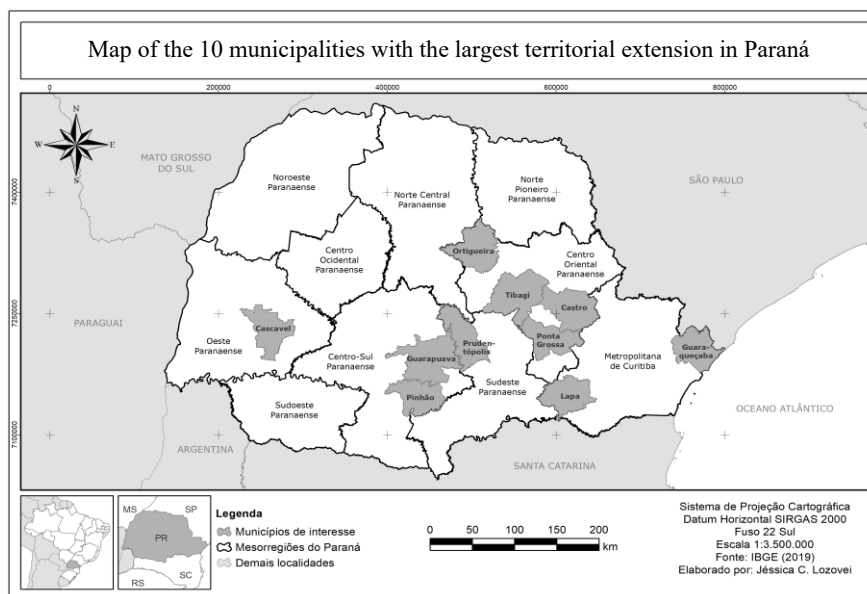 Map of the 10 municipalities with the largest territorial extension in Paraná
0
200000
400000
600000
800000
N
W
E
S
MATO GROSSO
DO SUL
Noroeste
Paranaense
Norte Central
Paranaense
Norte
Pioneiro
Paranaense
SÃO PAULO
7400000
Centro
Ocidental
Paranaense
Ortigueira
Centro
Oriental
Paranaense
Tibagi
Castro
7250000
PARAGUAI
Cascavel
Oeste
Paranaense
Centro-Sul
Paranaense
Guarapuava
Pruden-
tópolis
Ponta
Grossa
Metropolitana
de Curitiba
Guara-
queçaba
Sudoeste
Paranaense
Pinhão
Sudeste
Paranaense
Lapa
OCEANO ATLÂNTICO
7100000
ARGENTINA
SANTA CATARINA
MS
SP
PR
SC
RS
Legenda
Municípios de interesse
Mesorregiões do Paraná
Demais localidades
0 50 100 150 200
km
Sistema de Projeção Cartográfica
Datum Horizontal SIRGAS 2000
Fuso 22 Sul
Escala 1:3.500.000
Fonte: IBGE (2019)
Elaborado por: Jéssica C. Lozovei